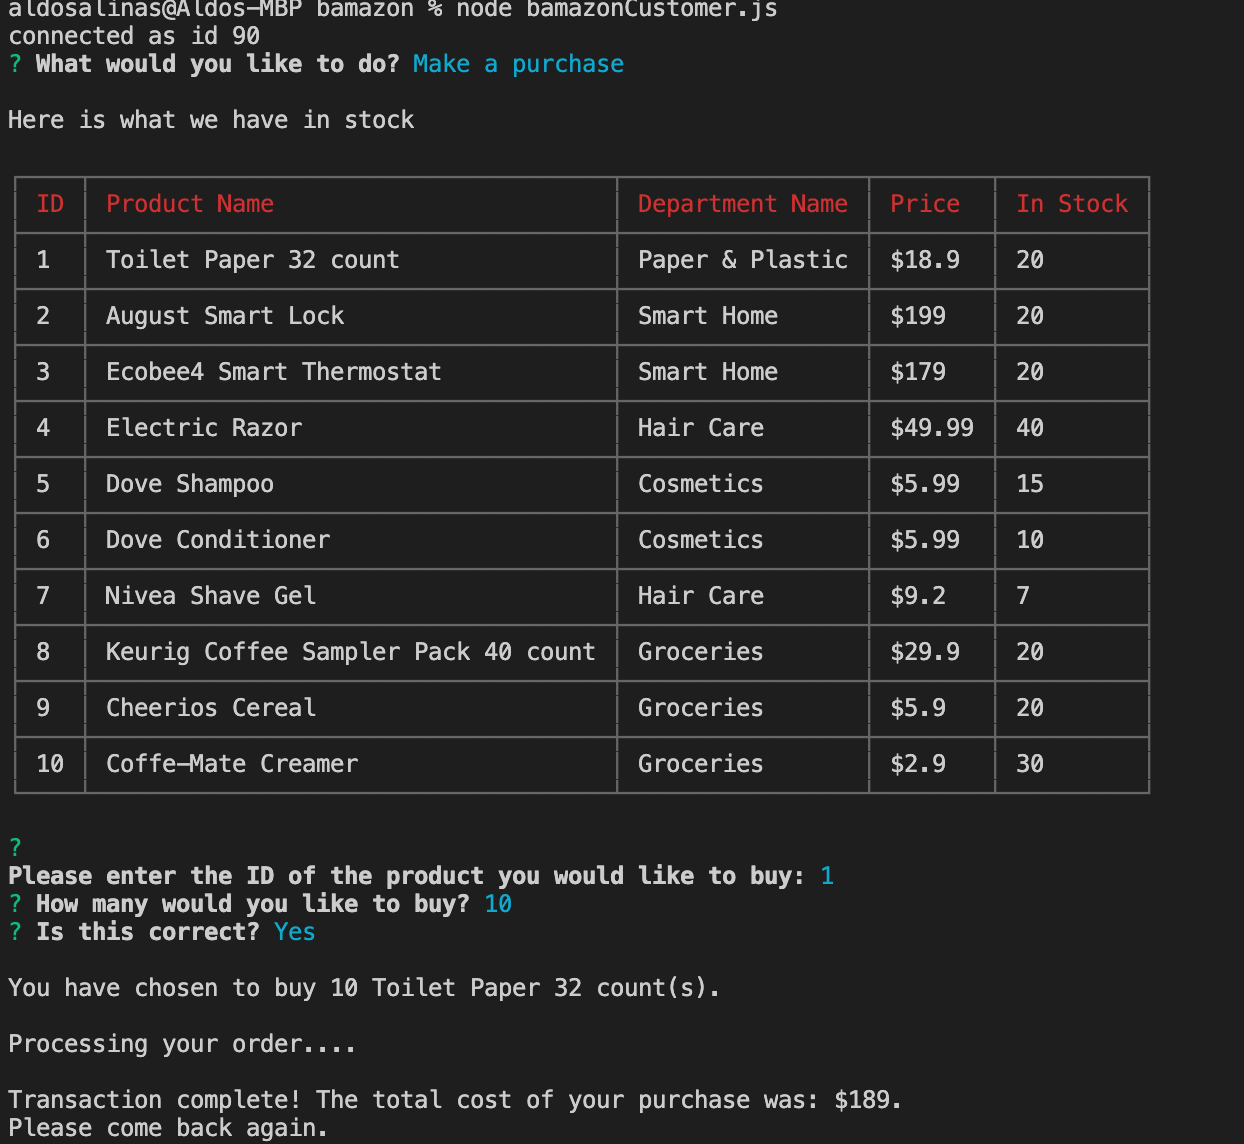 aldosalinas@Aldos-MBP bamazon % node bamazonCustomer.js
connected as id 90
? What would you like to do? Make a purchase
Here is what we have in stock
ID Product Name Department Name Price In Stock
1 Toilet Paper 32 count Paper & Plastic $18.9 20
2 August Smart Lock Smart Home $199 20
3 Ecobee4 Smart Thermostat Smart Home $179 20
4 Electric Razor Hair Care $49.99 40
5 Dove Shampoo Cosmetics $5.99 15
6 Dove Conditioner Cosmetics $5.99 10
7 Nivea Shave Gel Hair Care $9.2 7
8 Keurig Coffee Sampler Pack 40 count Groceries $29.9 20
9 Cheerios Cereal Groceries $5.9 20
10 Coffe-Mate Creamer Groceries $2.9 30
?
Please enter the ID of the product you would like to buy: 1
? How many would you like to buy? 10
? Is this correct? Yes
You have chosen to buy 10 Toilet Paper 32 count(s).
Processing your order....
Transaction complete! The total cost of your purchase was: $189.
Please come back again.